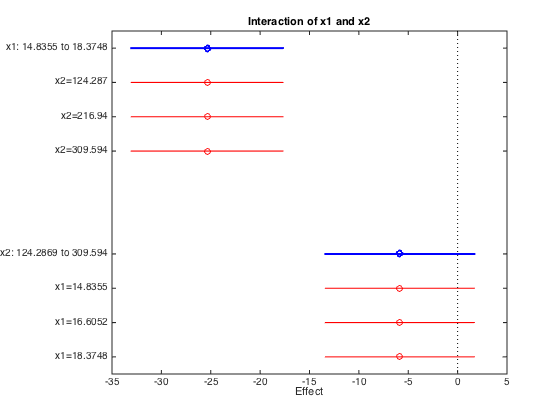 Interaction of x1 and x2
x1: 14.8355 to 18.3748
x2=124.287
x2=216.94
x2=309.594
x2: 124.2869 to 309.594
x1=14.8355
x1=16.6052
x1=18.3748
-35 -30 -25 -20 -15 -10 -5 0 5
Effect